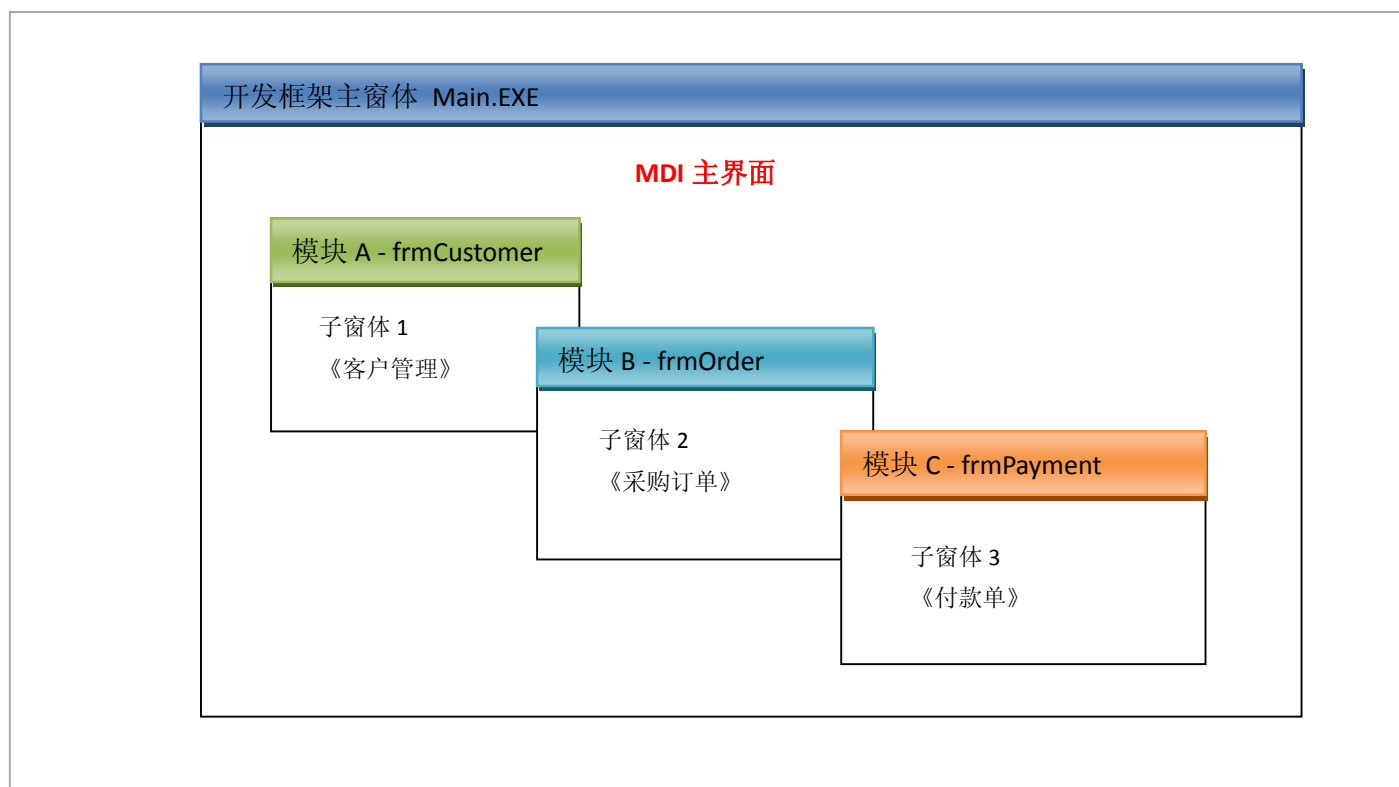 开发框架主窗体 Main.EXE
MDI 主界面
模块 A - frmCustomer
子窗体 1
《客户管理》
模块 B - frmOrder
子窗体 2
《采购订单》
模块 C - frmPayment
子窗体 3
《付款单》